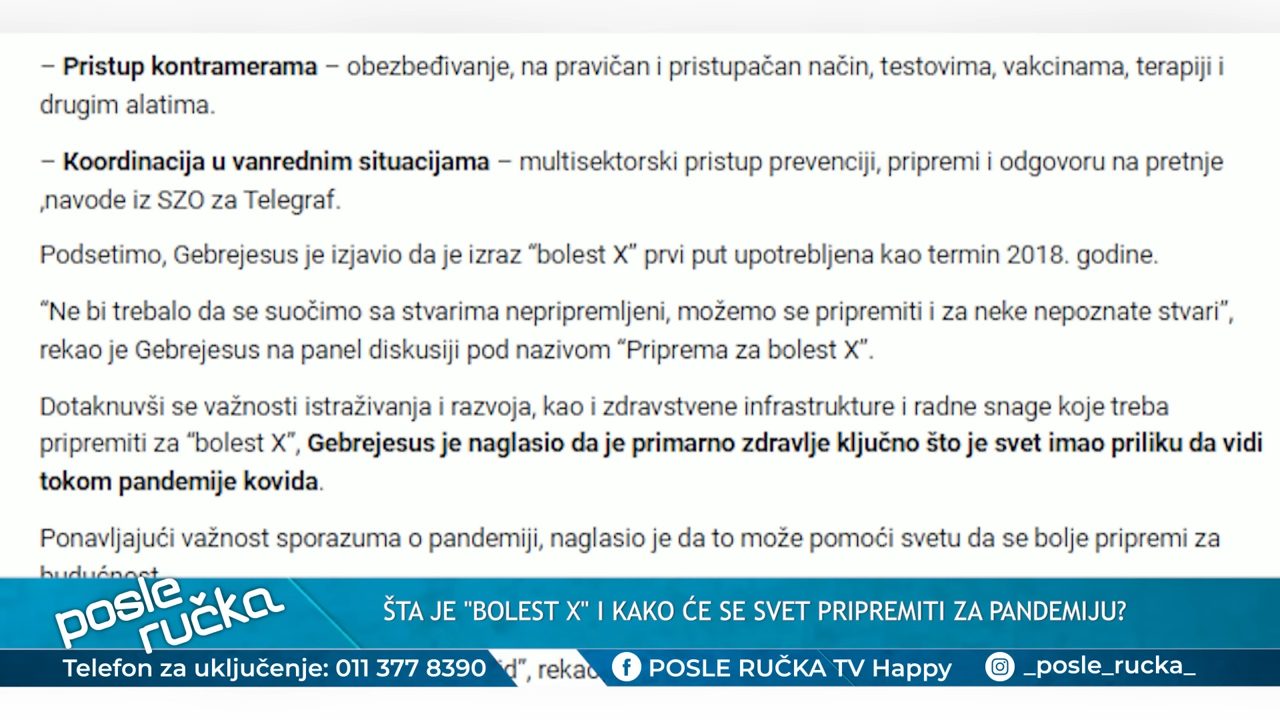 – Pristup kontramerama – obezbeđivanje, na pravičan i pristupačan način, testovima, vakcinama, terapiji i
drugim alatima.
– Koordinacija u vanrednim situacijama – multisektorski pristup prevenciji, pripremi i odgovoru na pretnje
,navode iz SZO za Telegraf.
Podsetimo, Gebrejesus je izjavio da je izraz “bolest X” prvi put upotrebljena kao termin 2018. godine.
“Ne bi trebalo da se suočimo sa stvarima nepripremljeni, možemo se pripremiti i za neke nepoznate stvari”,
rekao je Gebrejesus na panel diskusiji pod nazivom “Priprema za bolest X”.
Dotaknuvši se važnosti istraživanja i razvoja, kao i zdravstvene infrastrukture i radne snage koje treba
pripremiti za “bolest X”, Gebrejesus je naglasio da je primarno zdravlje ključno što je svet imao priliku da vidi
tokom pandemije kovida.
Ponavljajući važnost sporazuma o pandemiji, naglasio je da to može pomoći svetu da se bolje pripremi za
budućnost
posle
ručka
ŠTA JE "BOLEST X" I KAKO ĆE SE SVET PRIPREMITI ZA PANDEMIJU?
Telefon za uključenje: 011 377 8390 id”, rekao POSLE RUČKA TV Happy _posle_rucka_